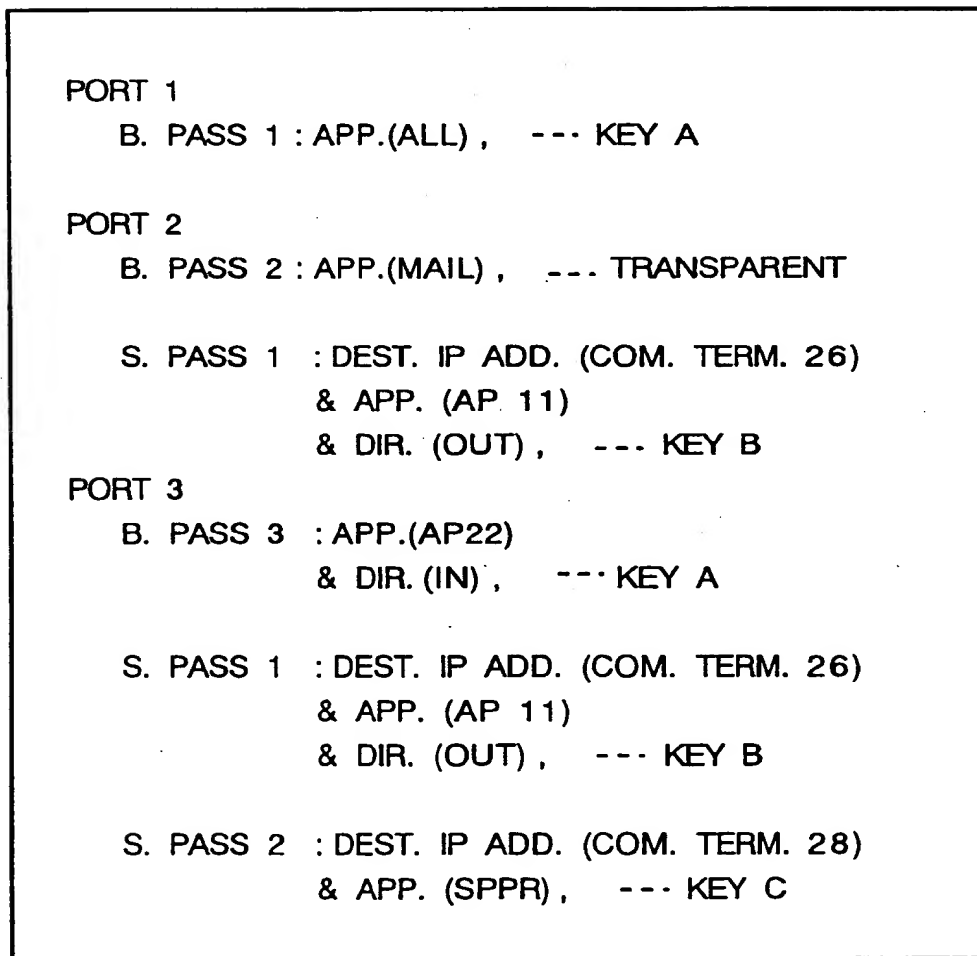 PORT 1
B. PASS 1 : APP.(ALL) , --- KEY A
PORT 2
B. PASS 2 : APP.(MAIL) , --- TRANSPARENT
S. PASS 1 : DEST. IP ADD. (COM. TERM. 26)
& APP. (AP 11)
& DIR. (OUT) , --- KEY B
PORT 3
B. PASS 3 : APP.(AP22)
& DIR. (IN) , --- KEY A
S. PASS 1 : DEST. IP ADD. (COM. TERM. 26)
& APP. (AP 11)
& DIR. (OUT) , --- KEY B
S. PASS 2 : DEST. IP ADD. (COM. TERM. 28)
& APP. (SPPR) , --- KEY C